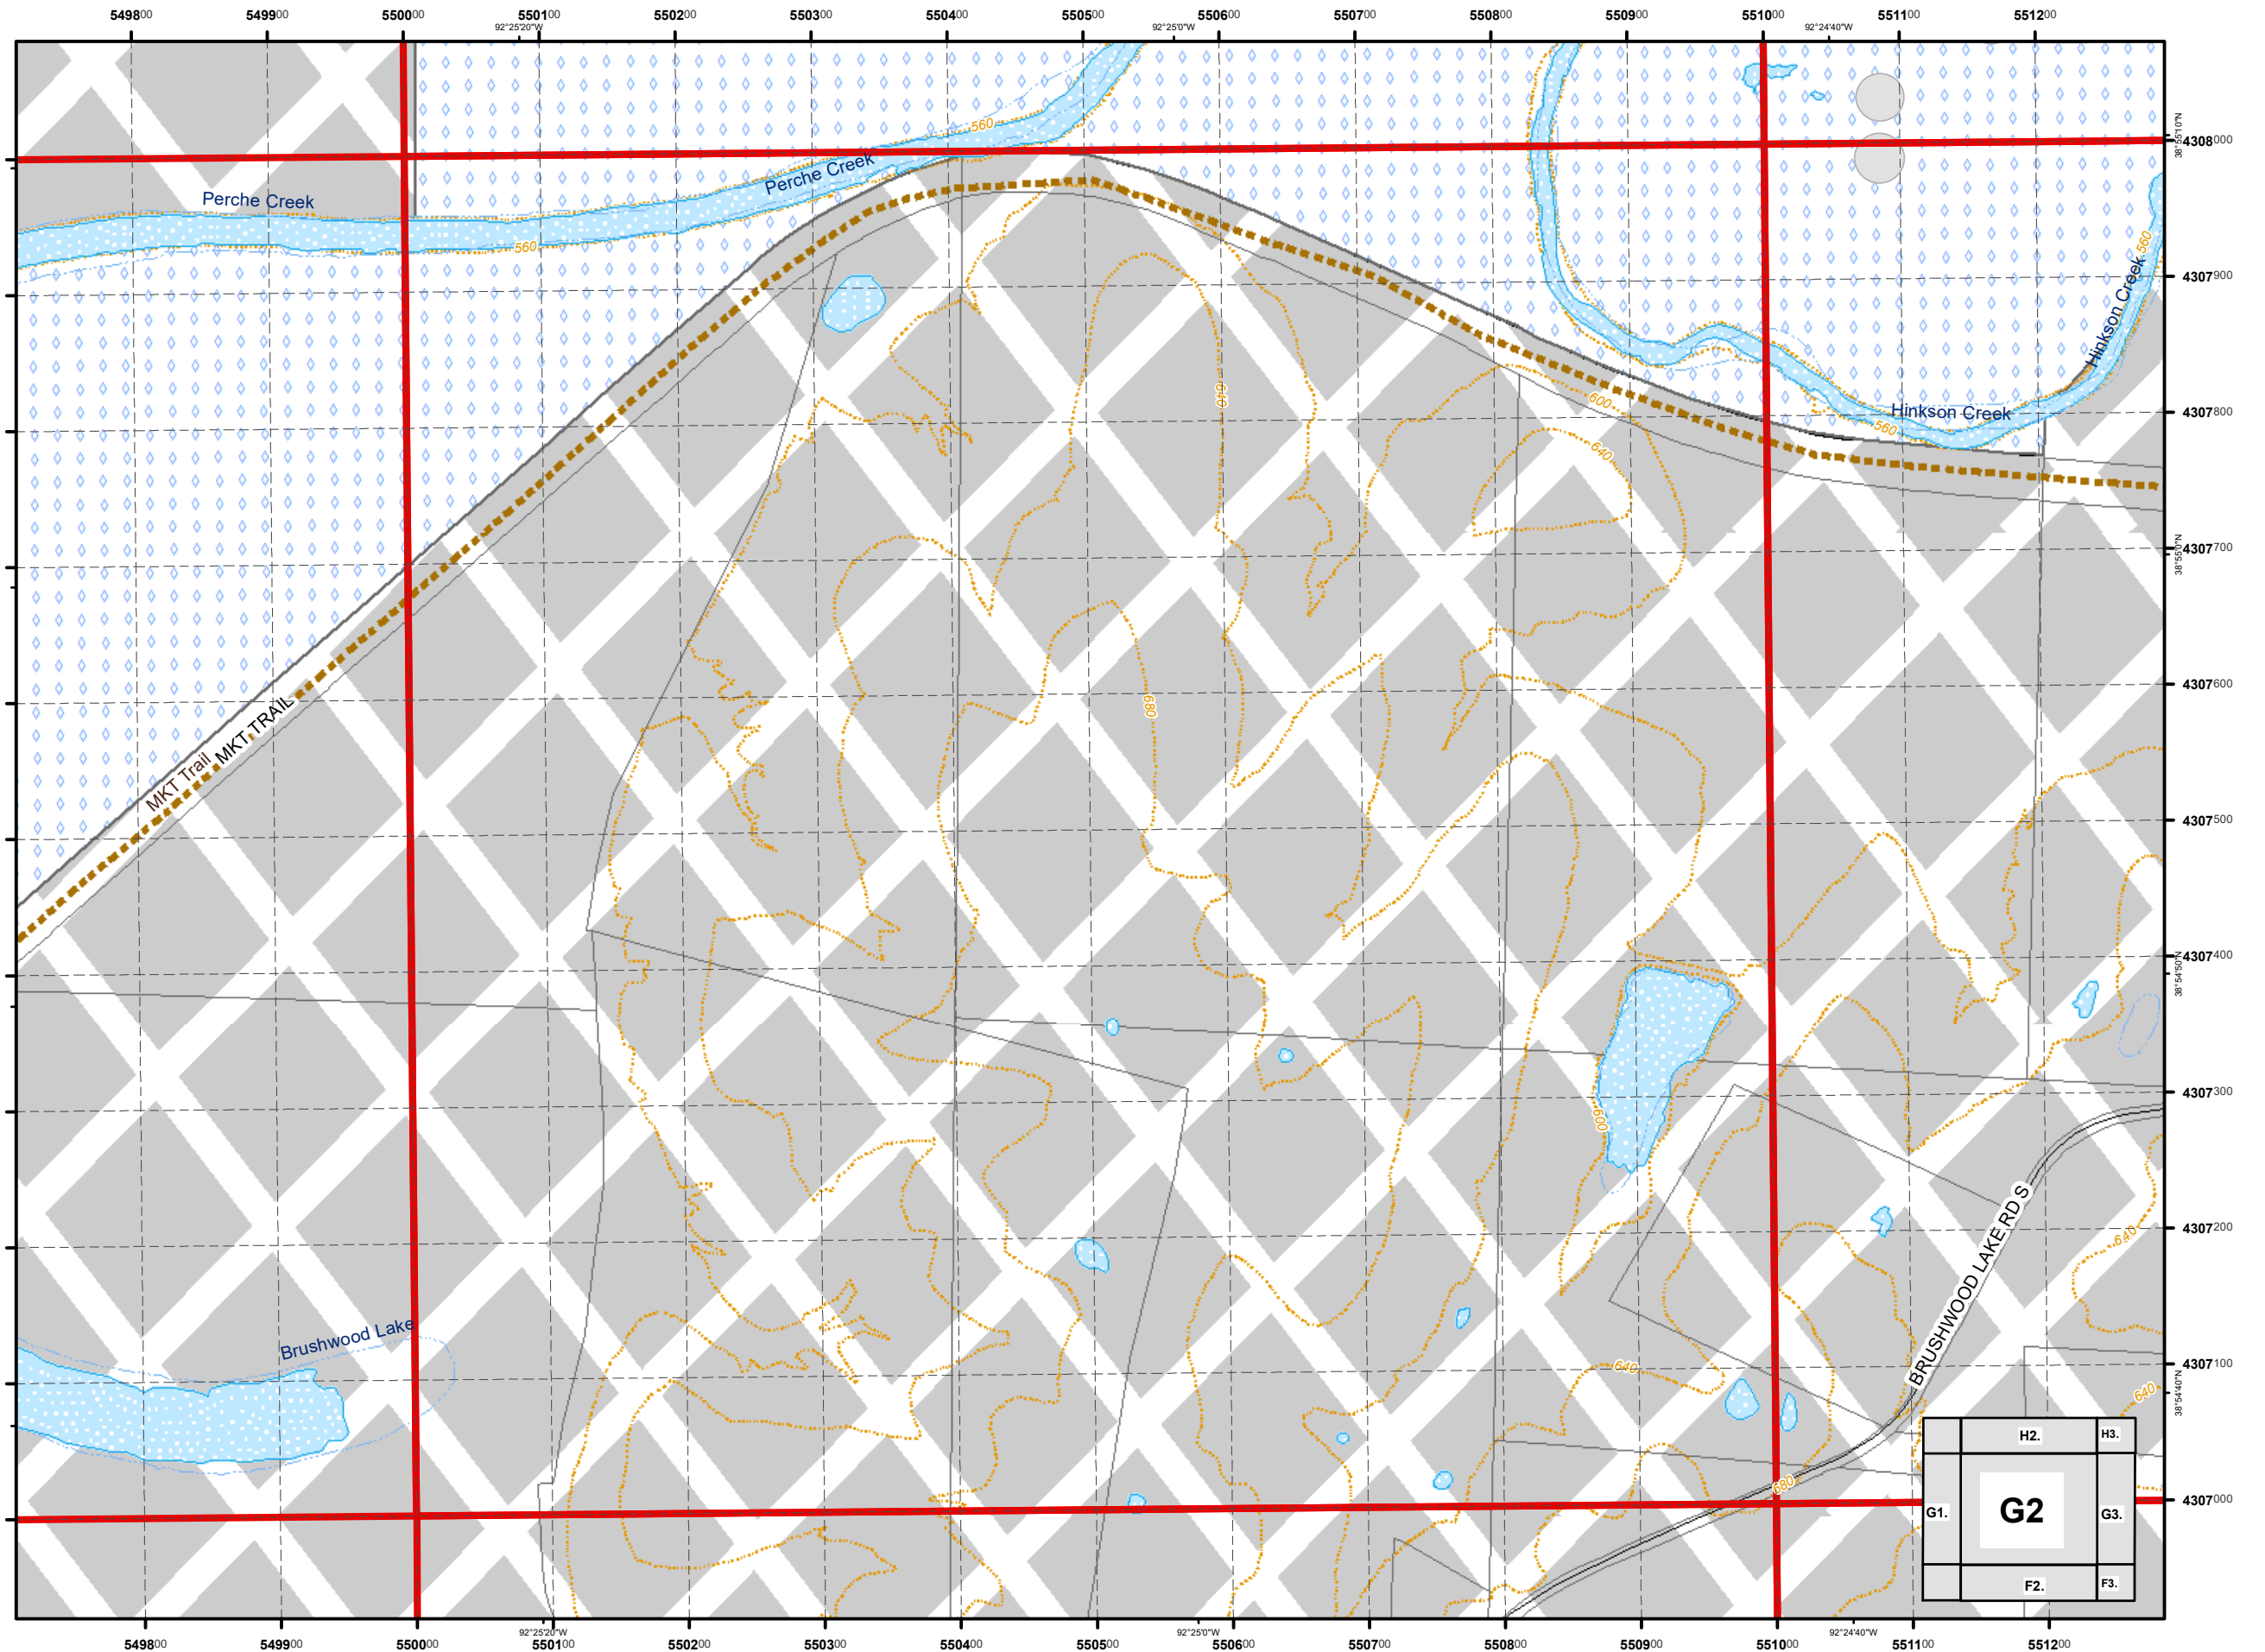 549800 549900 550000 550100 550200 550300 550400 550500 550600 550700 550800 550900 551000 551100 551200
92°25'20"W 92°25'0"W 92°24'40"W
560
38°55'10"N
4308000
Perche Creek
Perche Creek
560
560
Hinkson Creek
4307900
640
600
Hinkson Creek
4307800
560
640
4307700
38°55'0"N
4307600
680
MKT TRAIL
MKT Trail
4307500
4307400
38°54'50"N
4307300
600
BRUSHWOOD LAKE RD S
4307200
640
Brushwood Lake
640
4307100
38°54'40"N
640
H2. H3.
680
4307000
G1. G2 G3.
F2. F3.
92°25'20"W 92°25'0"W 92°24'40"W
549800 549900 550000 550100 550200 550300 550400 550500 550600 550700 550800 550900 551000 551100 551200